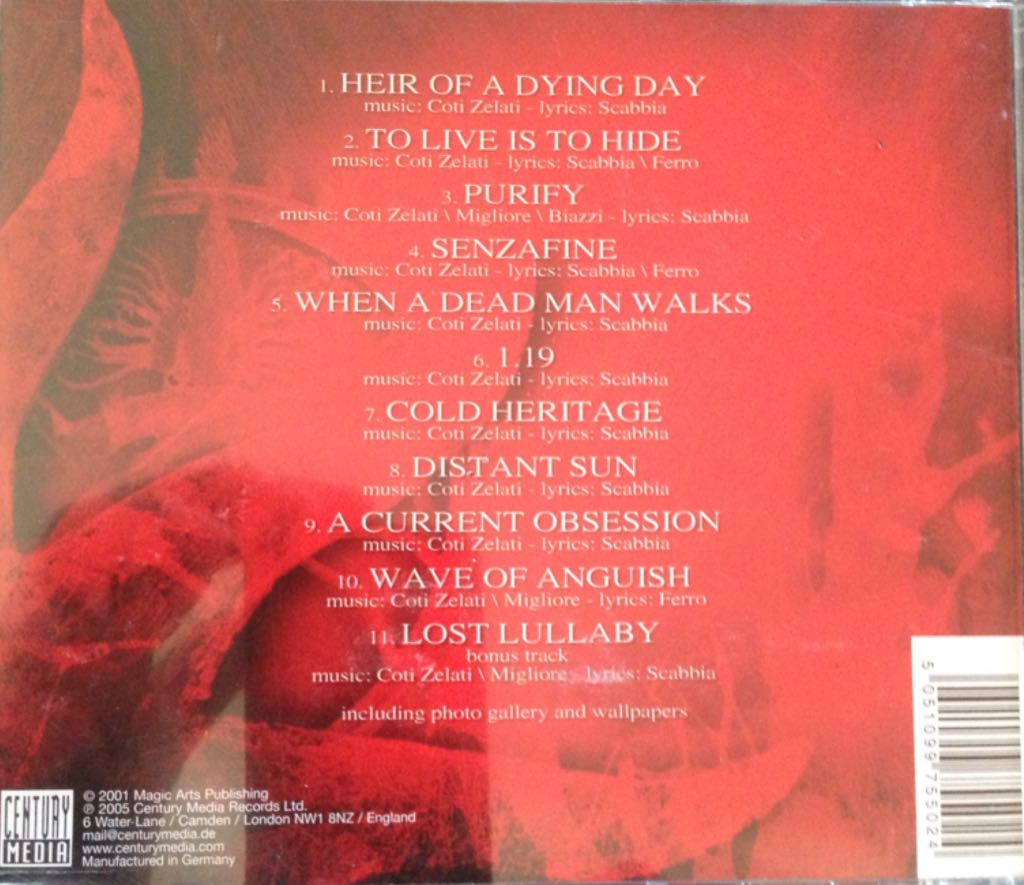 1. HEIR OF A DYING DAY
music: Coti Zelati - lyrics: Scabbia
2. TO LIVE IS TO HIDE
music: Coti Zelati - lyrics: Scabbia \ Ferro
3. PURIFY
music: Coti Zelati \ Migliore \ Biazzi - lyrics: Scabbia
4. SENZAFINE
music: Coti Zelati - lyrics: Scabbia \ Ferro
5. WHEN A DEAD MAN WALKS
music: Coti Zelati - lyrics: Scabbia
6. 1.19
music: Coti Zelati - lyrics: Scabbia
7. COLD HERITAGE
music: Coti Zelati - lyrics: Scabbia
8. DISTANT SUN
music: Coti Zelati - lyrics: Scabbia
9. A CURRENT OBSESSION
music: Coti Zelati - lyrics: Scabbia
10. WAVE OF ANGUISH
music: Coti Zelati \ Migliore - lyrics: Ferro
11. LOST LULLABY
bonus track
music: Coti Zelati \ Migliore - lyrics: Scabbia
including photo gallery and wallpapers
CENTURY
MEDIA
© 2001 Magic Arts Publishing
℗ 2005 Century Media Records Ltd.
6 Water Lane / Camden / London NW1 8NZ / England
mail@centurymedia.de
www.centurymedia.com
Manufactured in Germany
5 051099 755024